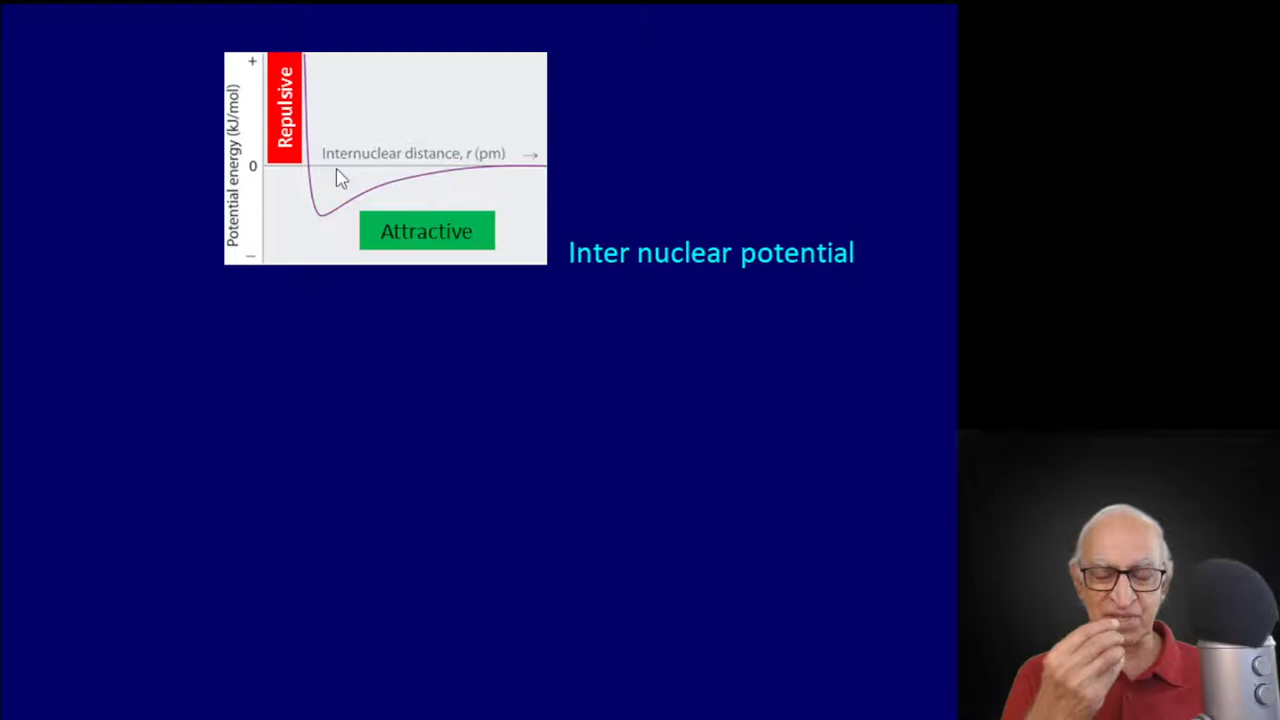 +
Repulsive
Potential energy (kJ/mol)
Internuclear distance, r (pm) →
0
Attractive
–
Inter nuclear potential